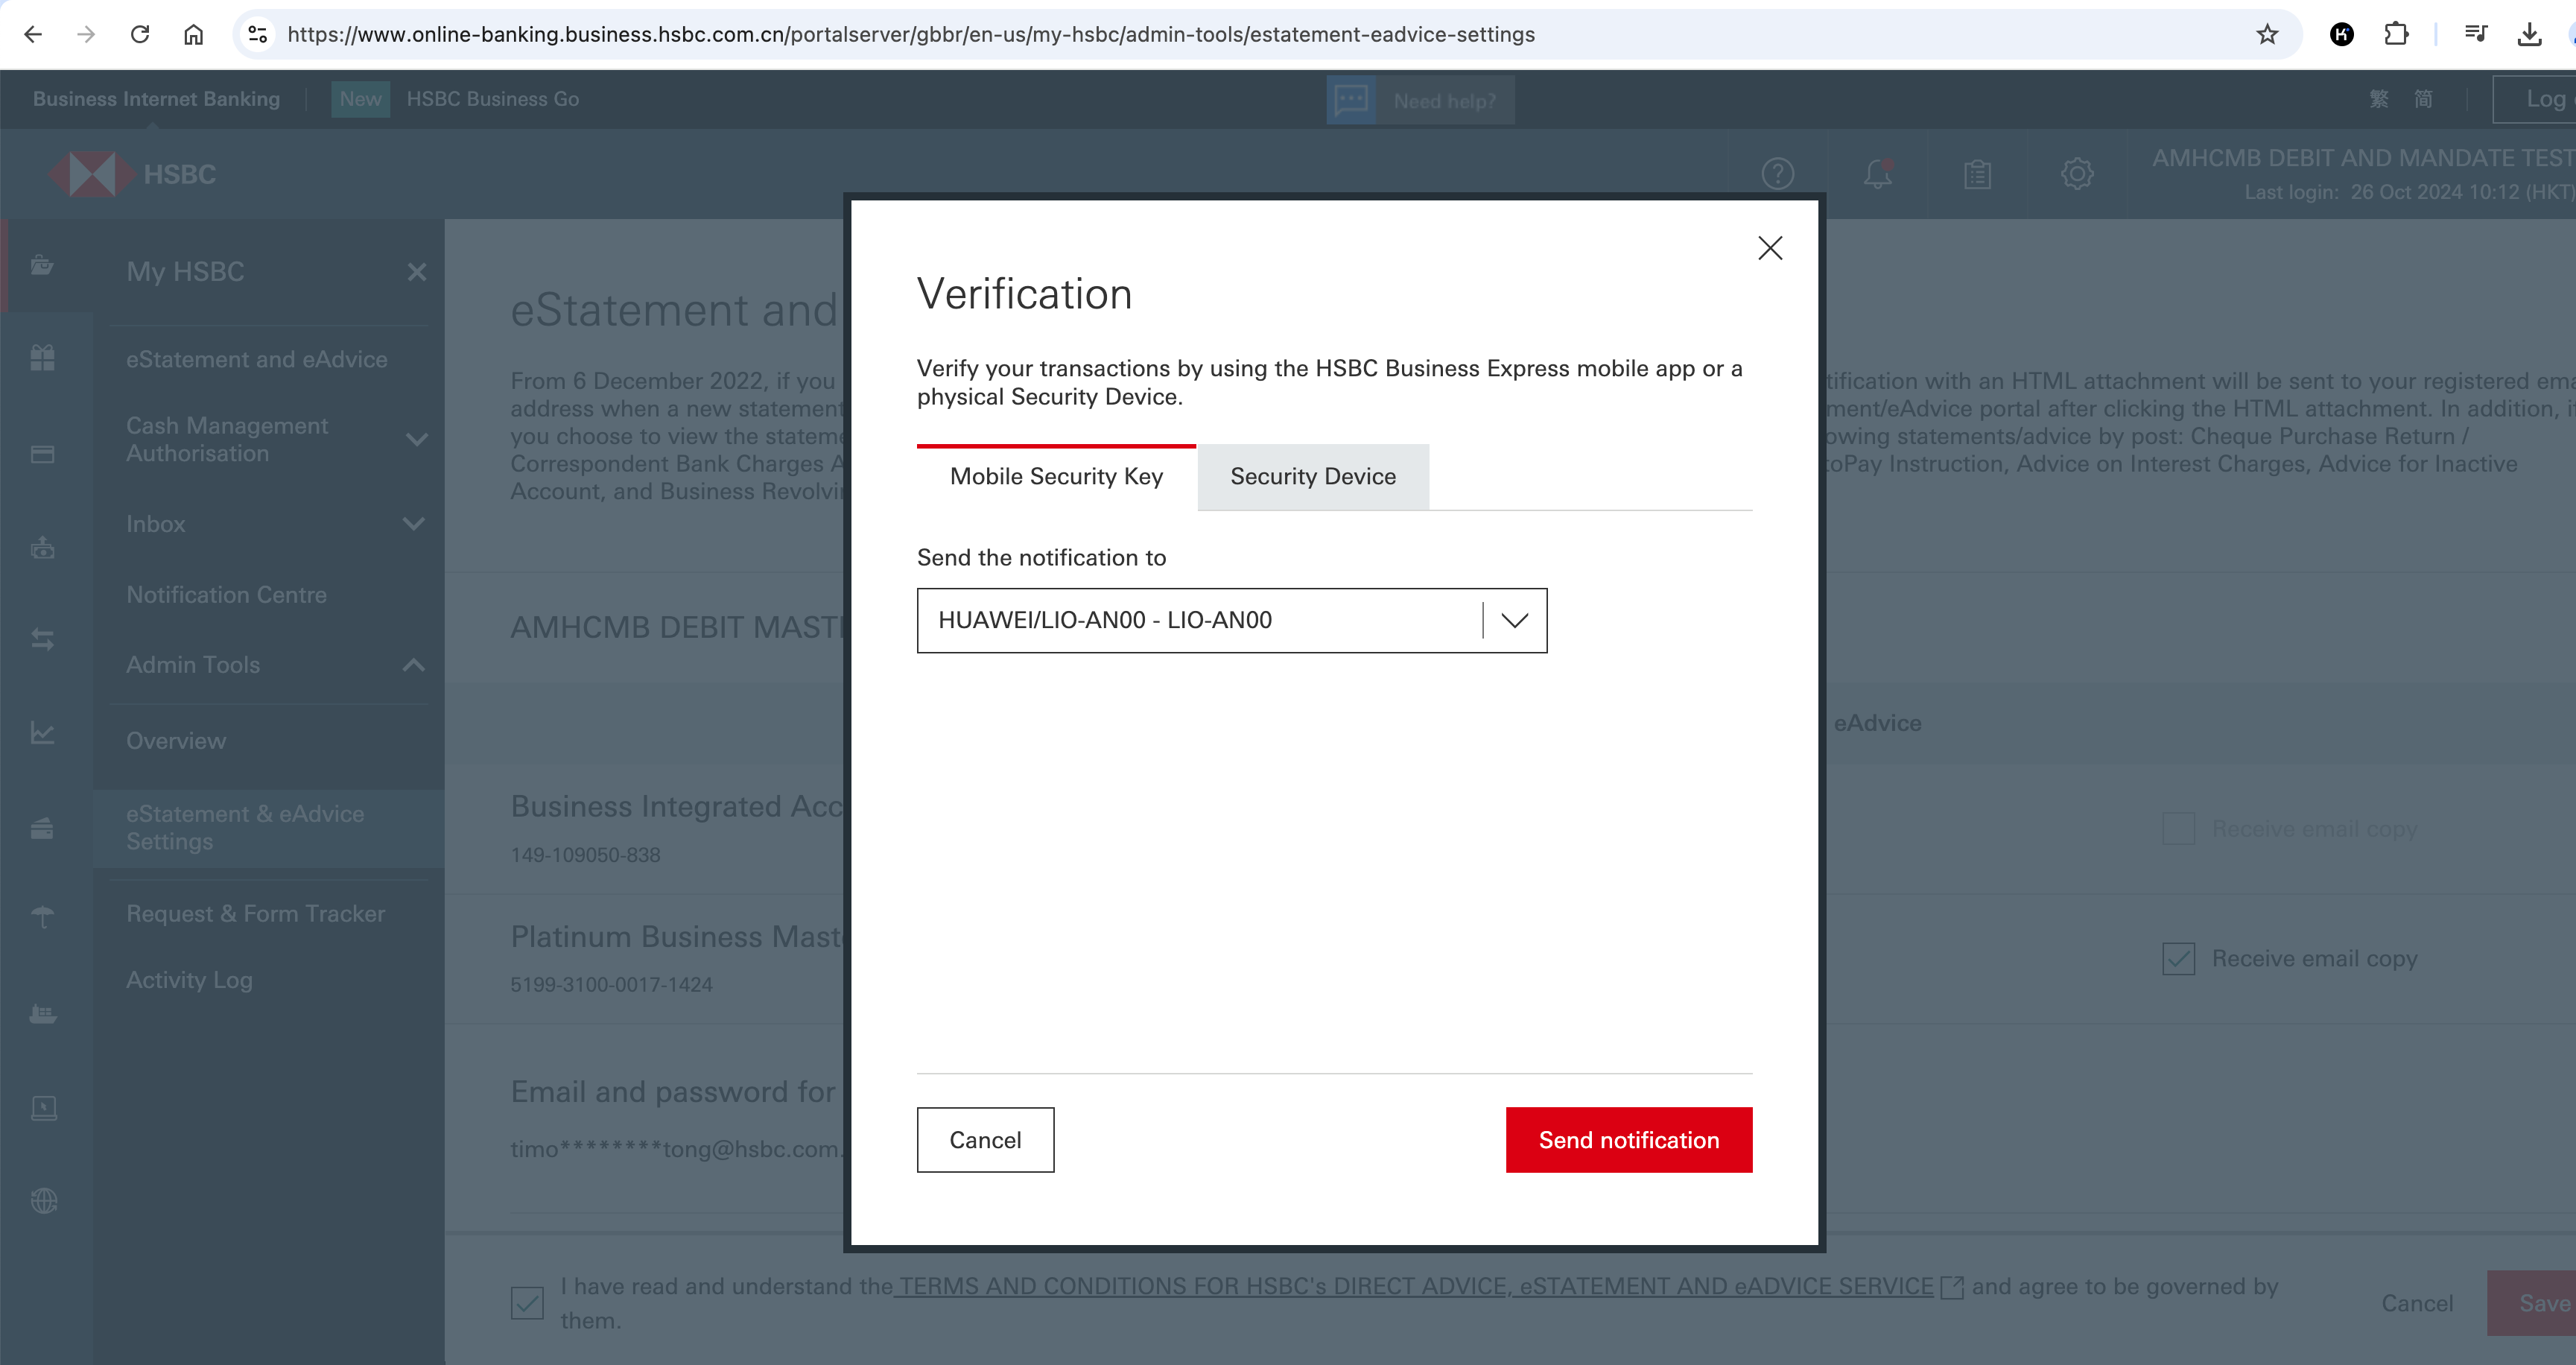 https://www.online-banking.business.hsbc.com.cn/portalserver/gbbr/en-us/my-hsbc/admin-tools/estatement-eadvice-settings
Business Internet Banking
New
HSBC Business Go
Need help?
繁 简
Log
HSBC
AMHCMB DEBIT AND MANDATE TEST
Last login: 26 Oct 2024 10:12 (HKT)
My HSBC
eStatement and eAdvice
Cash Management
Authorisation
Inbox
Notification Centre
Admin Tools
Overview
eStatement & eAdvice
Settings
Request & Form Tracker
Activity Log
eStatement and
From 6 December 2022, if you
tification with an HTML attachment will be sent to your registered ema
address when a new statement
ment/eAdvice portal after clicking the HTML attachment. In addition, i
you choose to view the stateme
owing statements/advice by post: Cheque Purchase Return /
Correspondent Bank Charges A
toPay Instruction, Advice on Interest Charges, Advice for Inactive
Account, and Business Revolvi
AMHCMB DEBIT MAST
eAdvice
Business Integrated Acc
149-109050-838
Receive email copy
Platinum Business Mast
5199-3100-0017-1424
Receive email copy
Email and password for
timo********tong@hsbc.com.
Verification
Verify your transactions by using the HSBC Business Express mobile app or a
physical Security Device.
Mobile Security Key
Security Device
Send the notification to
HUAWEI/LIO-AN00 - LIO-AN00
Cancel
Send notification
I have read and understand the TERMS AND CONDITIONS FOR HSBC's DIRECT ADVICE, eSTATEMENT AND eADVICE SERVICE and agree to be governed by
them.
Cancel
Save